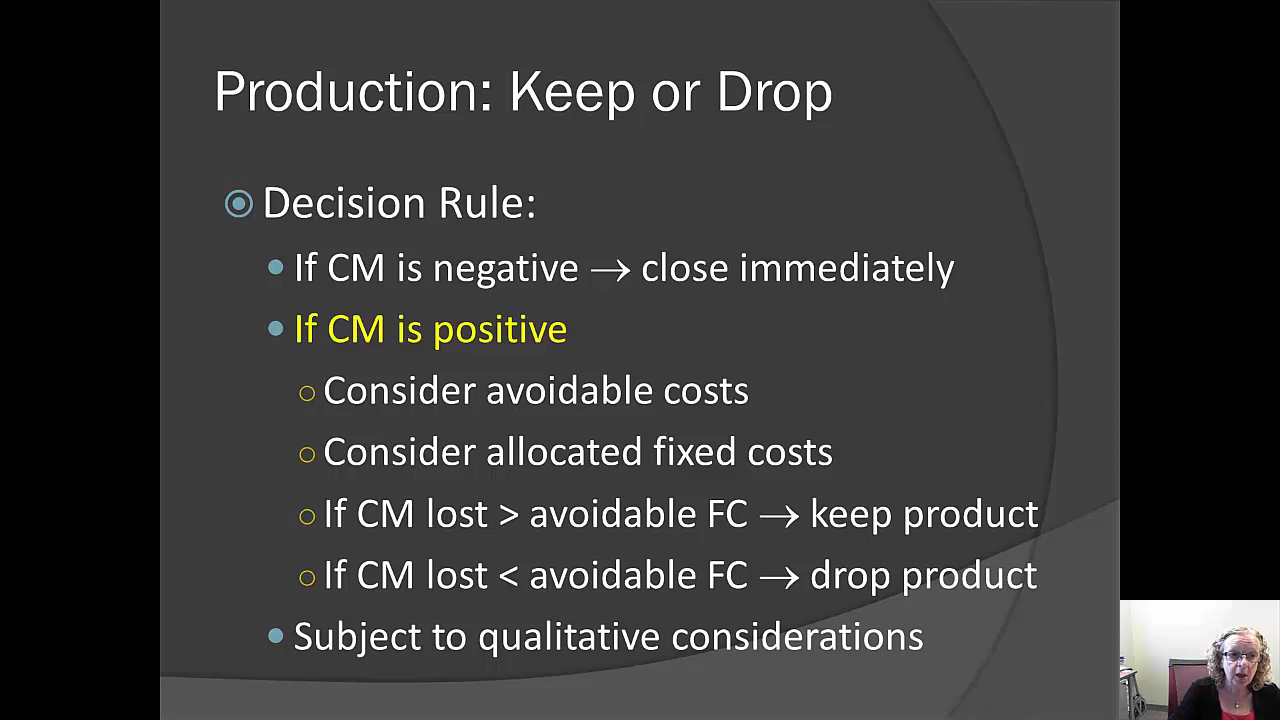 Production: Keep or Drop
Decision Rule:
If CM is negative → close immediately
If CM is positive
Consider avoidable costs
Consider allocated fixed costs
If CM lost > avoidable FC → keep product
If CM lost < avoidable FC → drop product
Subject to qualitative considerations